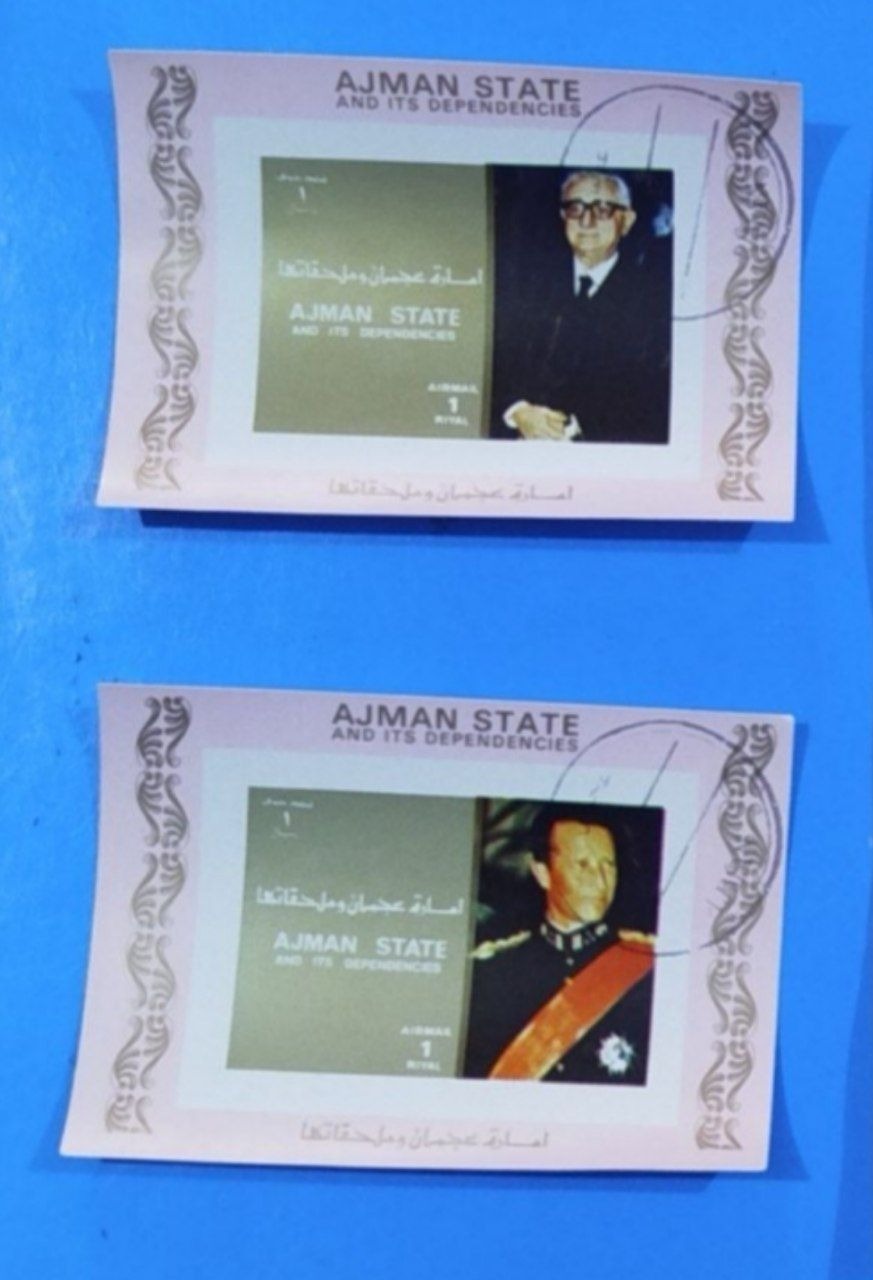 AJMAN STATE
AND ITS DEPENDENCIES
١
امارة عجمان وملحقاتها
AJMAN STATE
AND ITS DEPENDENCIES
AIRMAIL
1
RIYAL
امارة عجمان وملحقاتها
AJMAN STATE
AND ITS DEPENDENCIES
١
امارة عجمان وملحقاتها
AJMAN STATE
AND ITS DEPENDENCIES
AIRMAIL
1
RIYAL
امارة عجمان وملحقاتها